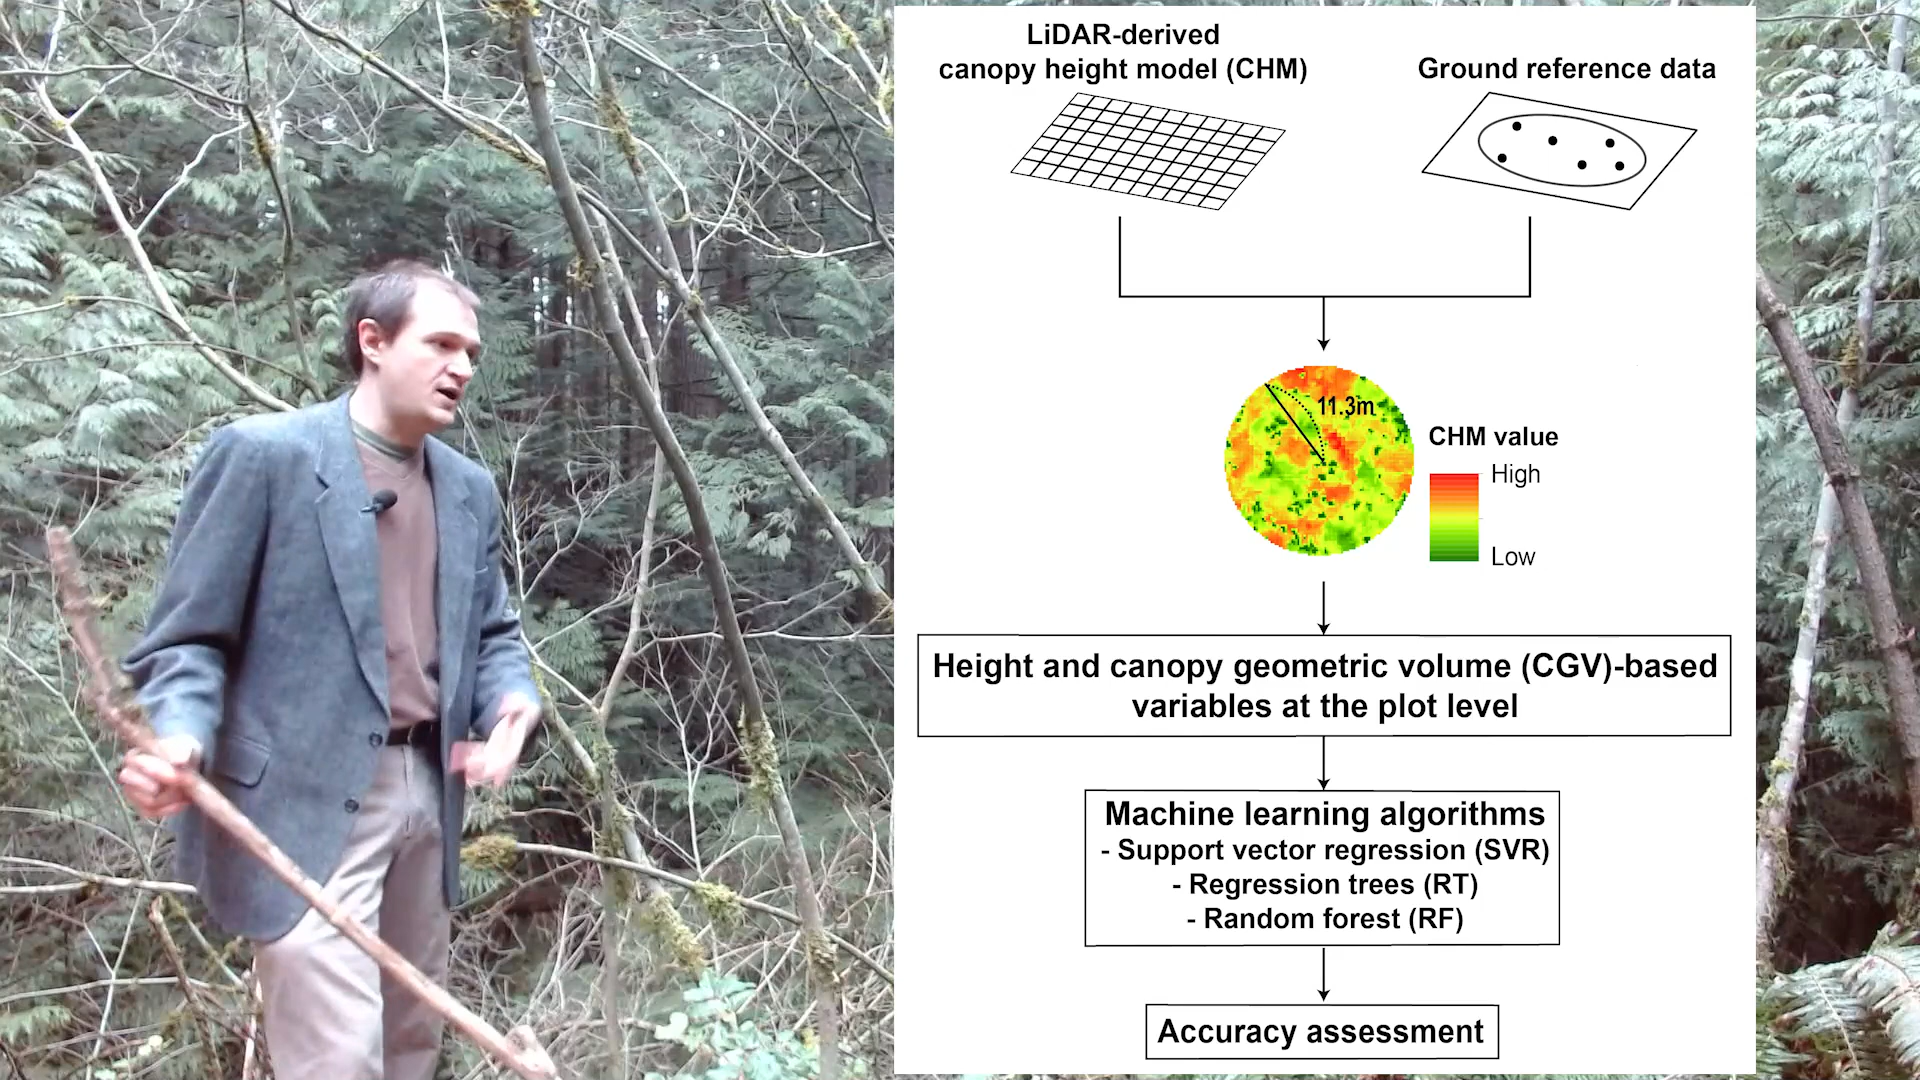 LiDAR-derived
canopy height model (CHM)
Ground reference data
11.3m
CHM value
High
Low
Height and canopy geometric volume (CGV)-based
variables at the plot level
Machine learning algorithms
- Support vector regression (SVR)
- Regression trees (RT)
- Random forest (RF)
Accuracy assessment